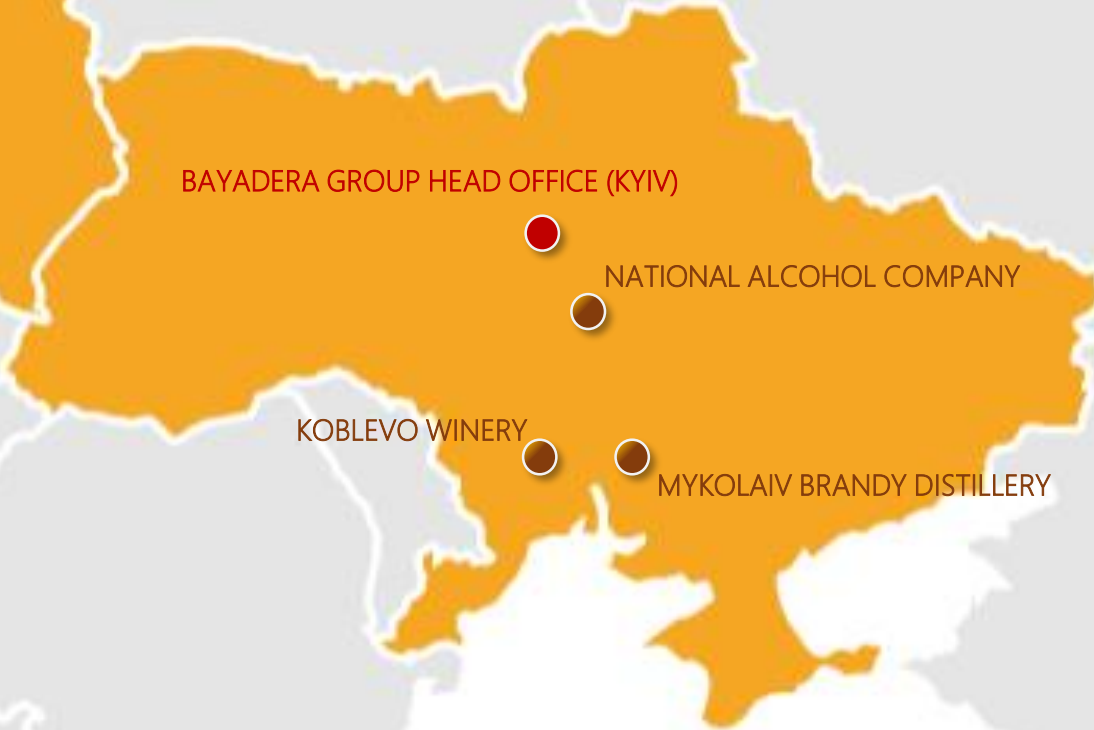 BAYADERA GROUP HEAD OFFICE (KYIV)
NATIONAL ALCOHOL COMPANY
KOBLEVO WINERY
MYKOLAIV BRANDY DISTILLERY